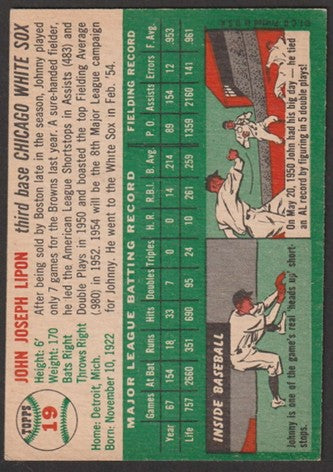 TOPPS
19
JOHN JOSEPH LIPON third base CHICAGO WHITE SOX
Height: 6'
Weight: 170
Bats Right
Throws Right
Home: Detroit, Mich.
Born: November 10, 1922
After being sold by Boston late in the season, Johnny played
only 7 games for the Browns last year. A sure-handed fielder,
he led the American League Shortstops in Assists (483) and
Double Plays in 1950 and boasted the top Fielding Average
(.980) in 1952. 1954 will be the 8th Major League campaign
for Johnny. He went to the White Sox in Feb. '54.
MAJOR LEAGUE BATTING RECORD FIELDING RECORD
Games At Bat Runs Hits Doubles Triples H.R. R.B.I. B. Avg. P.O. Assists Errors F. Avg.
Year 67 154 18 33 7 0 0 14 .214 89 154 12 .953
Life 757 2660 351 690 95 24 10 261 .259 1359 2160 141 .961
INSIDE BASEBALL
Johnny is one of the game's real 'heads up' short-
stops.
On May 20, 1950 John had his big day — he tied
an AL record by figuring in 5 double plays!
© T.C.G. Printed in U.S.A.